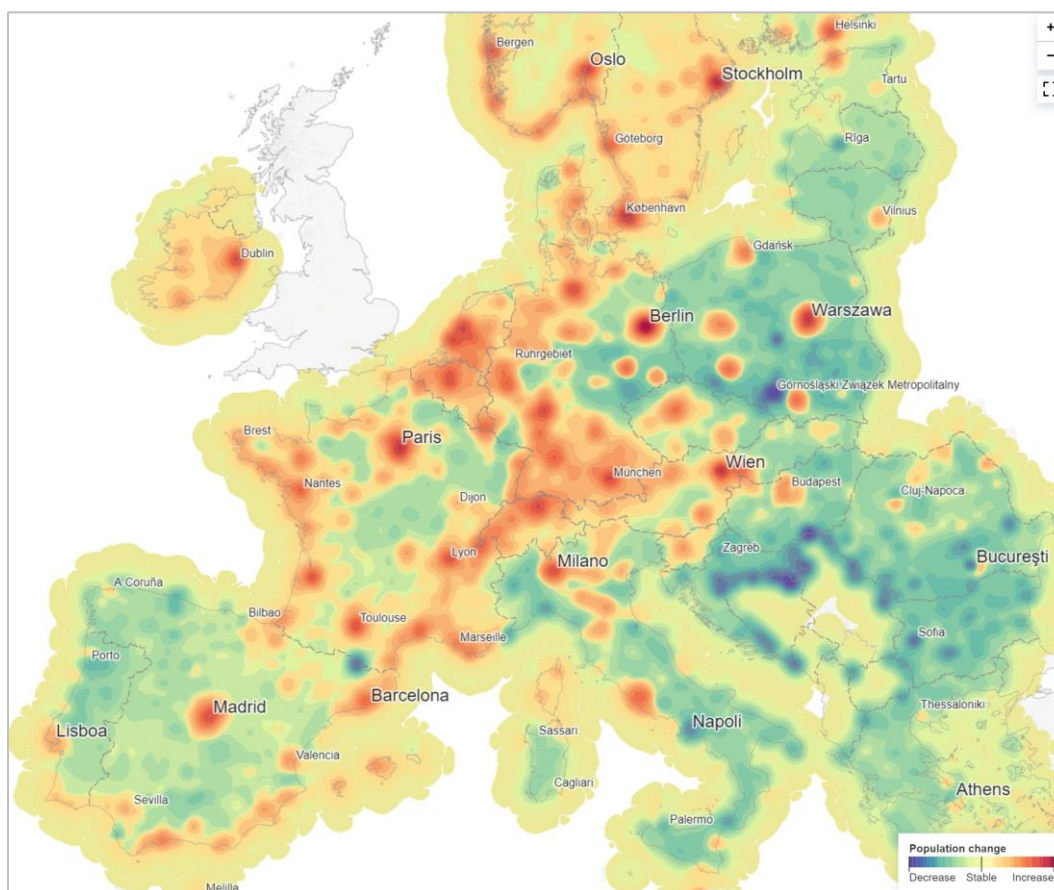 +
Helsinki
Bergen
Oslo
−
Stockholm
Tartu
Göteborg
Rīga
København
Vilnius
Gdańsk
Dublin
Berlin
Warszawa
Ruhrgebiet
Górnośląski Związek Metropolitalny
Brest
Paris
Wien
Nantes
München
Budapest
Dijon
Cluj-Napoca
Zagreb
Lyon
Milano
Bucureşti
A Coruña
Bilbao
Toulouse
Marseille
Sofia
Porto
Barcelona
Madrid
Napoli
Thessaloniki
Lisboa
Sassari
Valencia
Cagliari
Athens
Sevilla
Palermo
Population change
Decrease Stable Increase
Melilla